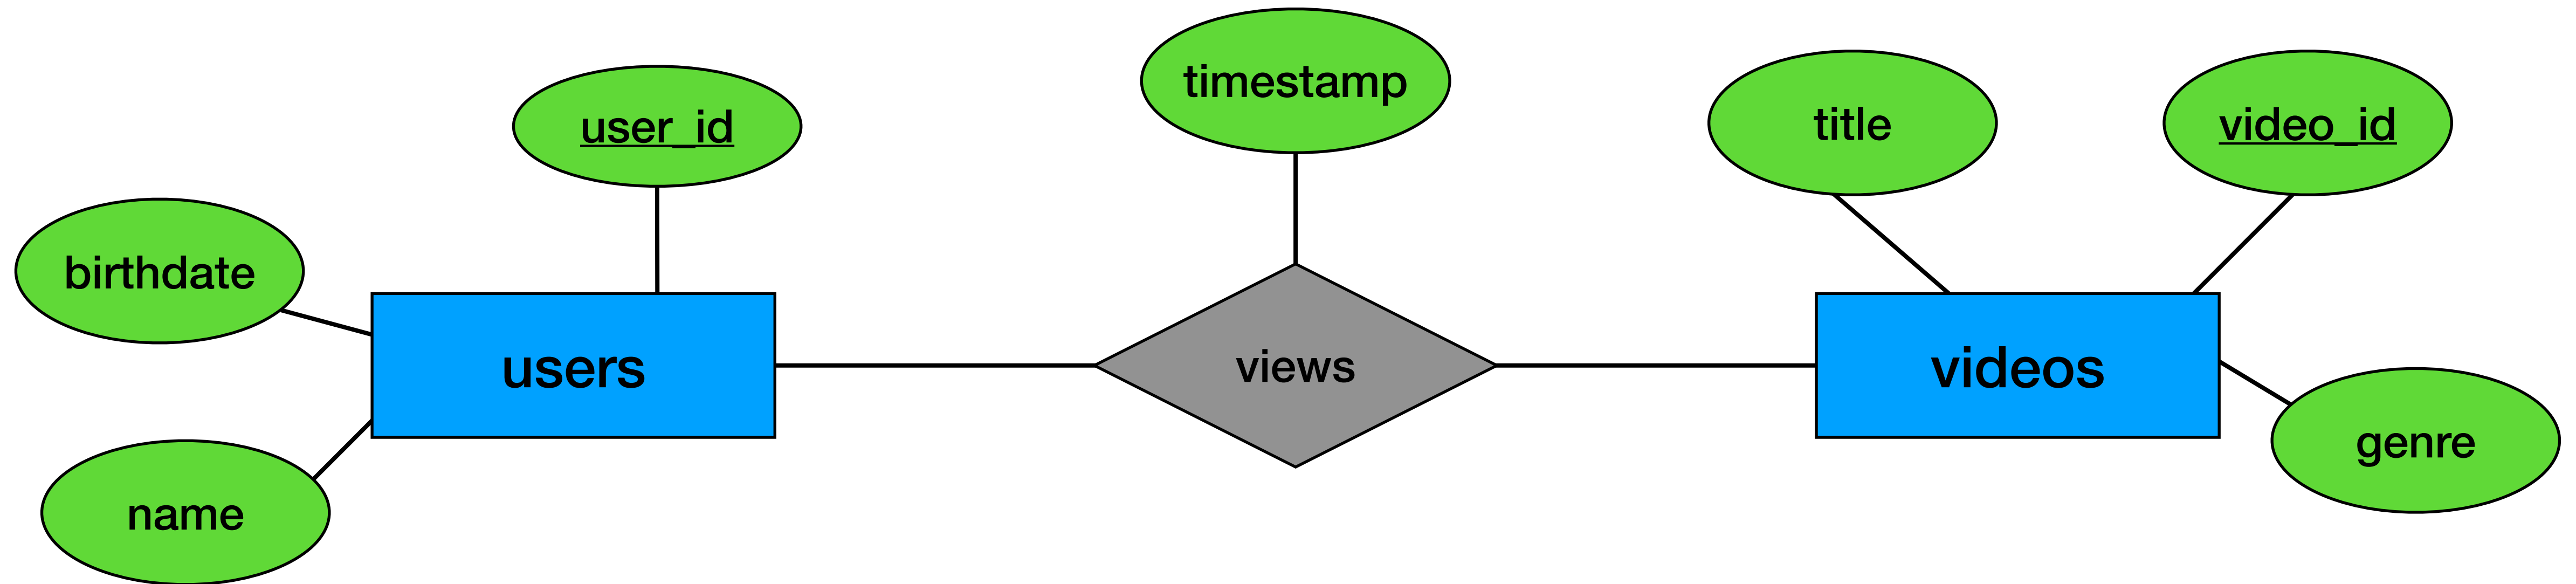 timestamp
title
video_id
user_id
birthdate
users
views
videos
genre
name